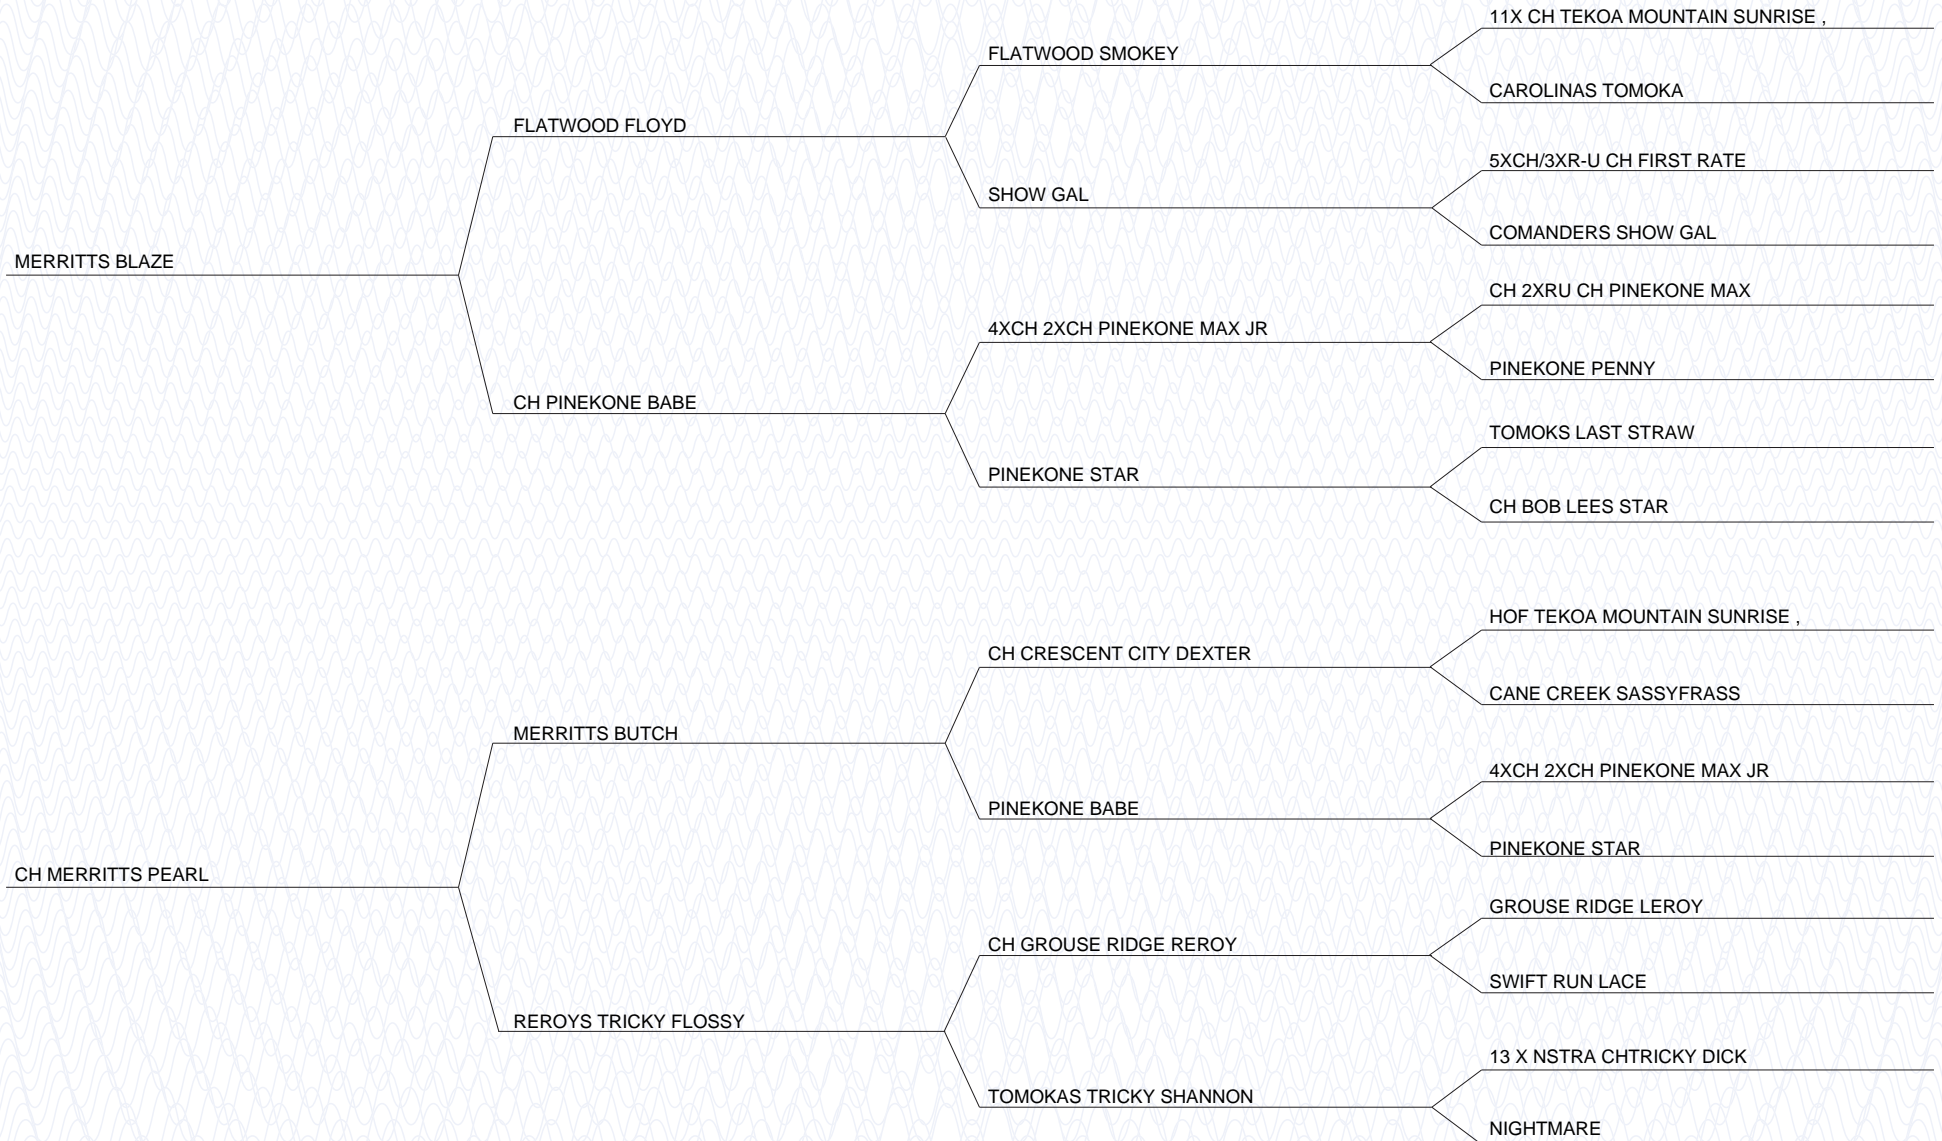 11X CH TEKOA MOUNTAIN SUNRISE ,
FLATWOOD SMOKEY
CAROLINAS TOMOKA
FLATWOOD FLOYD
5XCH/3XR-U CH FIRST RATE
SHOW GAL
COMANDERS SHOW GAL
MERRITTS BLAZE
CH 2XRU CH PINEKONE MAX
4XCH 2XCH PINEKONE MAX JR
PINEKONE PENNY
CH PINEKONE BABE
TOMOKS LAST STRAW
PINEKONE STAR
CH BOB LEES STAR
HOF TEKOA MOUNTAIN SUNRISE ,
CH CRESCENT CITY DEXTER
CANE CREEK SASSYFRASS
MERRITTS BUTCH
4XCH 2XCH PINEKONE MAX JR
PINEKONE BABE
PINEKONE STAR
CH MERRITTS PEARL
GROUSE RIDGE LEROY
CH GROUSE RIDGE REROY
SWIFT RUN LACE
REROYS TRICKY FLOSSY
13 X NSTRA CHTRICKY DICK
TOMOKAS TRICKY SHANNON
NIGHTMARE